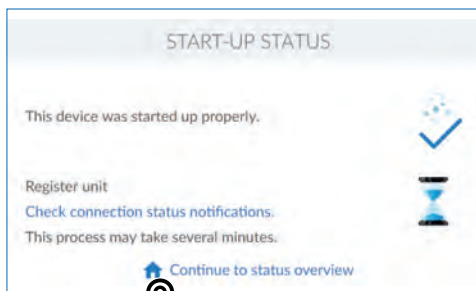 START-UP STATUS
This device was started up properly.
Register unit
Check connection status notifications.
This process may take several minutes.
Continue to status overview